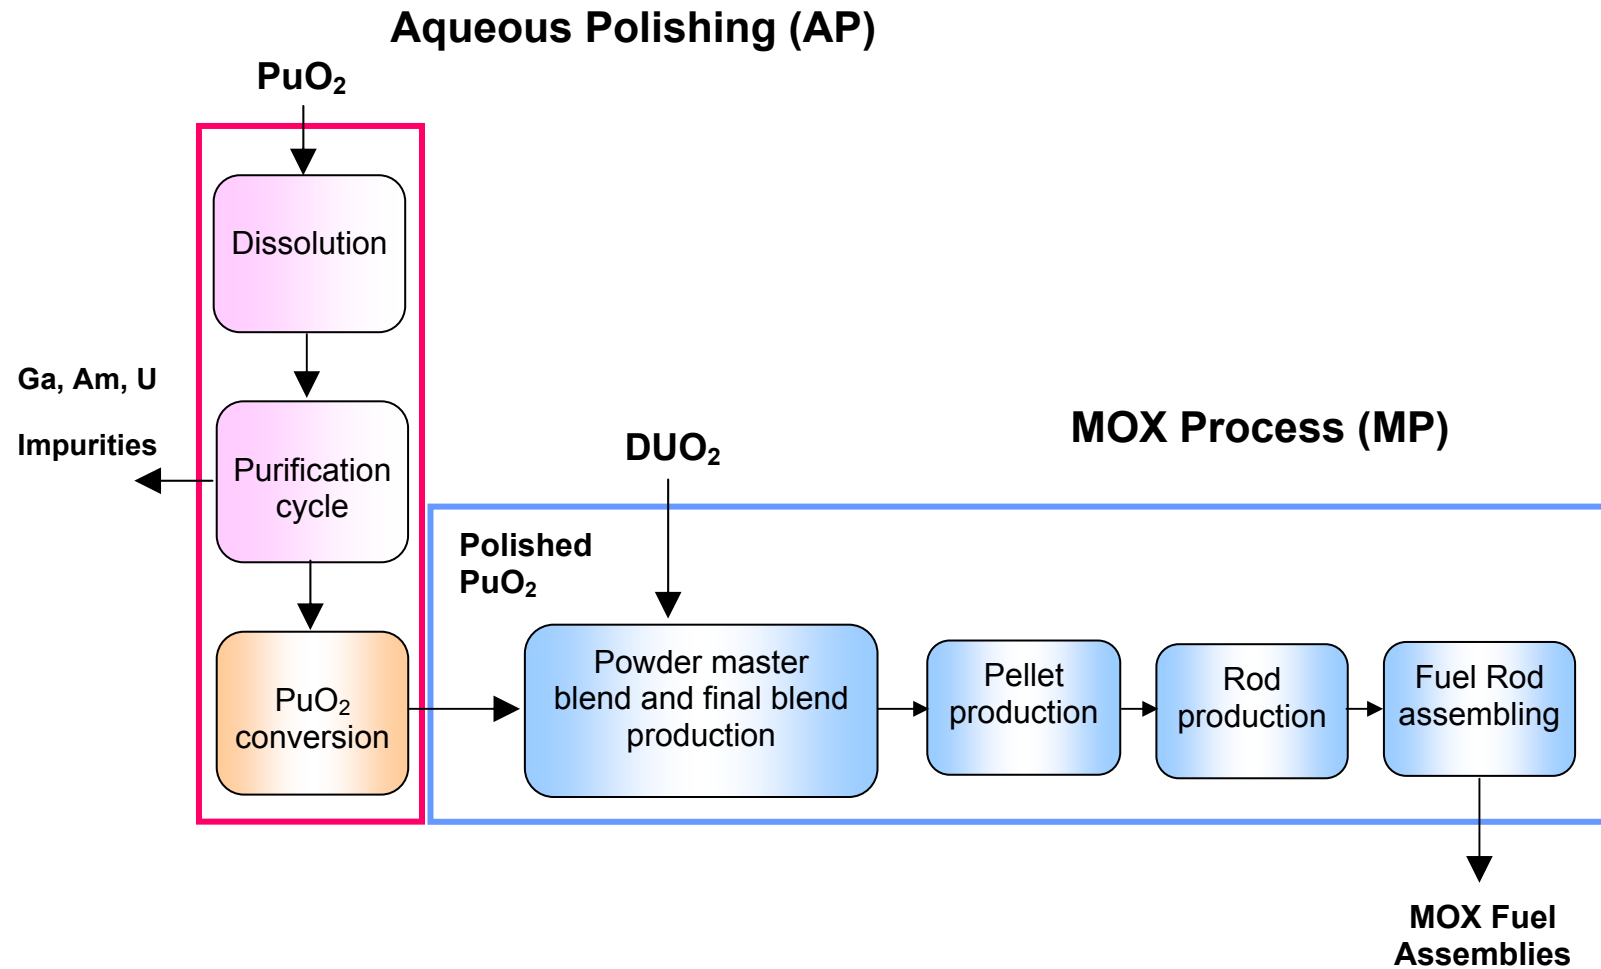 Aqueous Polishing (AP)
PuO₂
Dissolution
Ga, Am, U
Impurities
Purification
cycle
PuO₂
conversion
MOX Process (MP)
DUO₂
Polished
PuO₂
Powder master
blend and final blend
production
Pellet
production
Rod
production
Fuel Rod
assembling
MOX Fuel
Assemblies